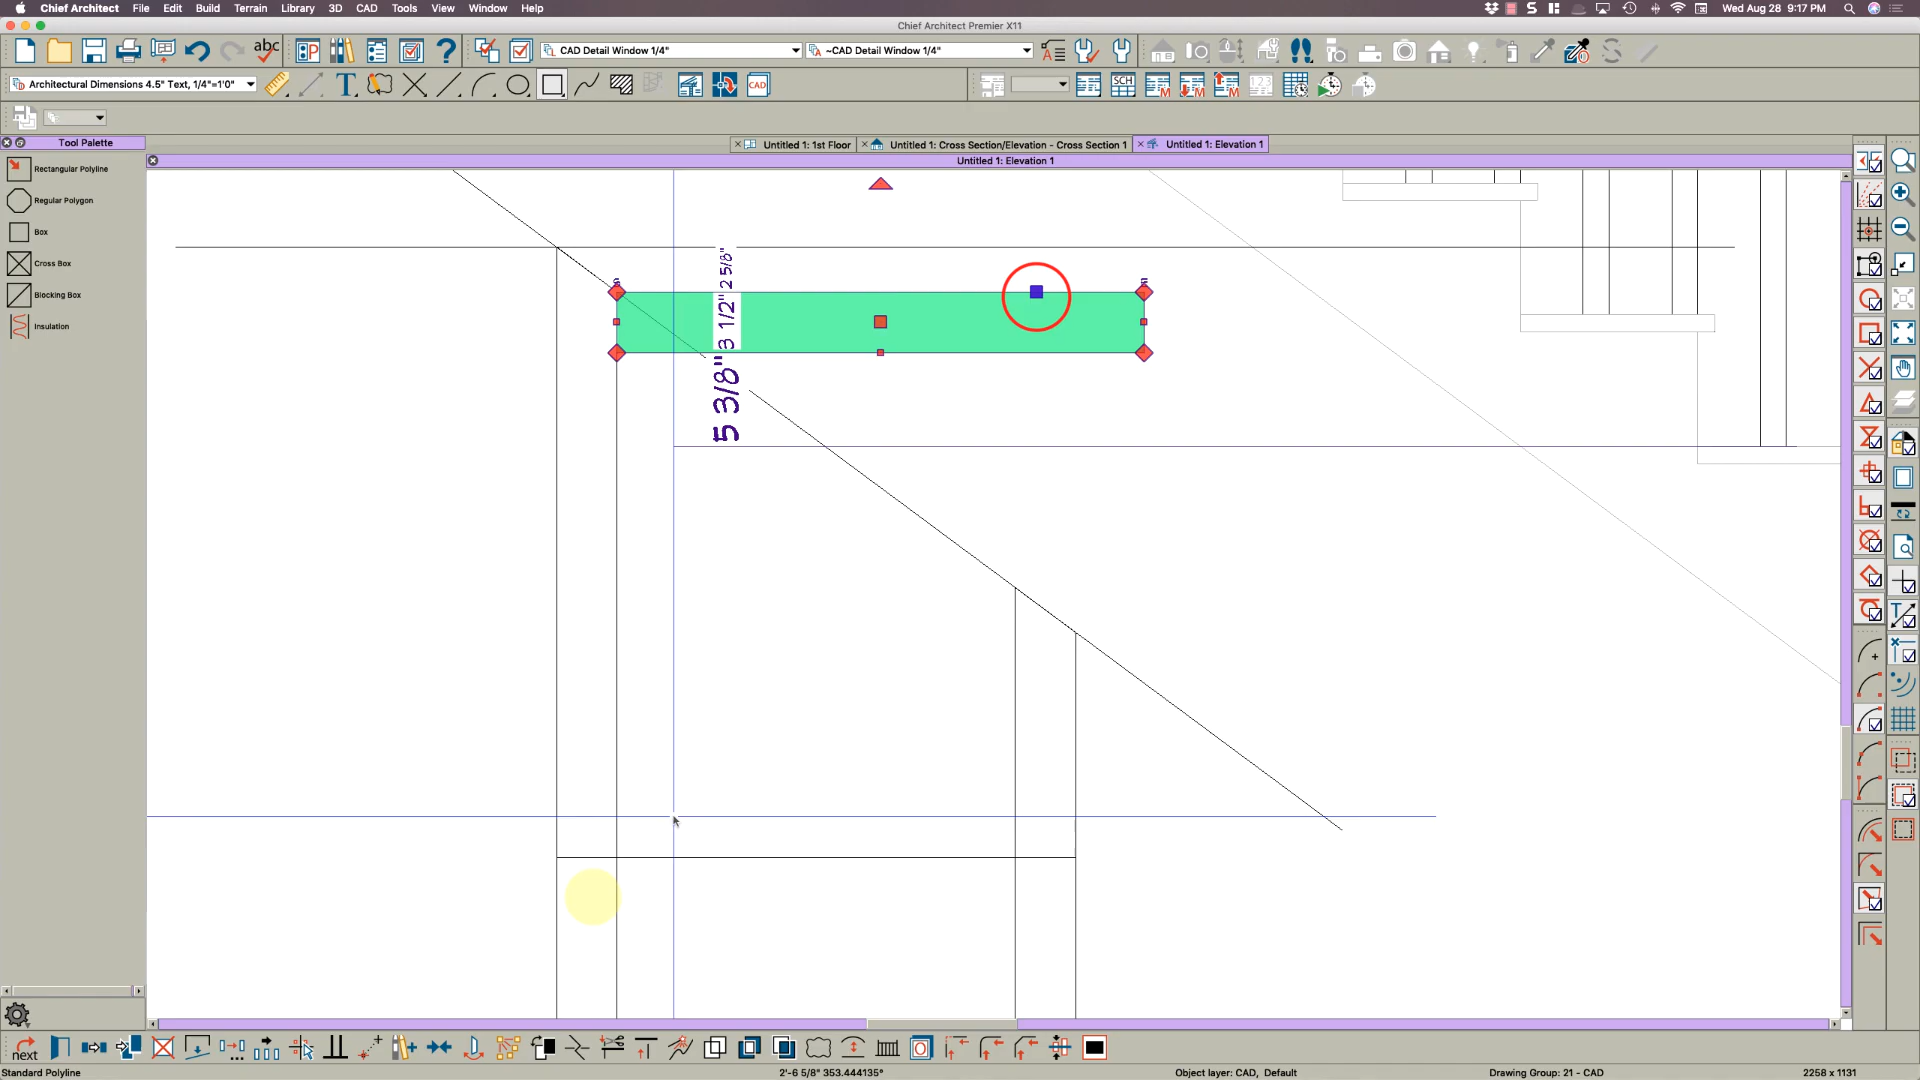 Chief Architect File Edit Build Terrain Library 3D CAD Tools View Window Help Wed Aug 28 9:17 PM
Chief Architect Premier X11
abc CAD Detail Window 1/4" ~CAD Detail Window 1/4"
Architectural Dimensions 4.5" Text, 1/4"=1'0" T CAD SCH M M M 123
Tool Palette Untitled 1: 1st Floor Untitled 1: Cross Section/Elevation - Cross Section 1 Untitled 1: Elevation 1
Untitled 1: Elevation 1
Rectangular Polyline
Regular Polygon
Box
Cross Box
Blocking Box
Insulation
2 5/8"
3 1/2"
5 3/8"
next
Standard Polyline 2'-6 5/8" 353.444135° Object layer: CAD, Default Drawing Group: 21 - CAD 2258 x 1131